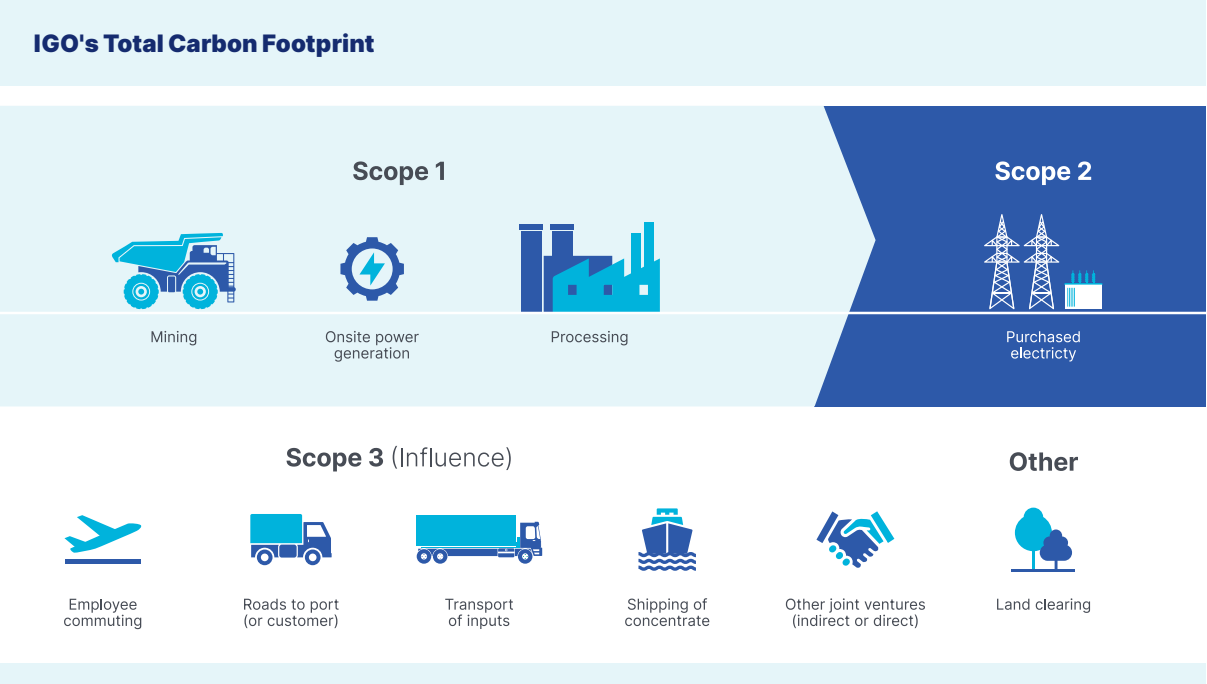 IGO's Total Carbon Footprint
Scope 1
Scope 2
Mining
Onsite power
generation
Processing
Purchased
electricty
Scope 3 (Influence)
Other
Employee
commuting
Roads to port
(or customer)
Transport
of inputs
Shipping of
concentrate
Other joint ventures
(indirect or direct)
Land clearing